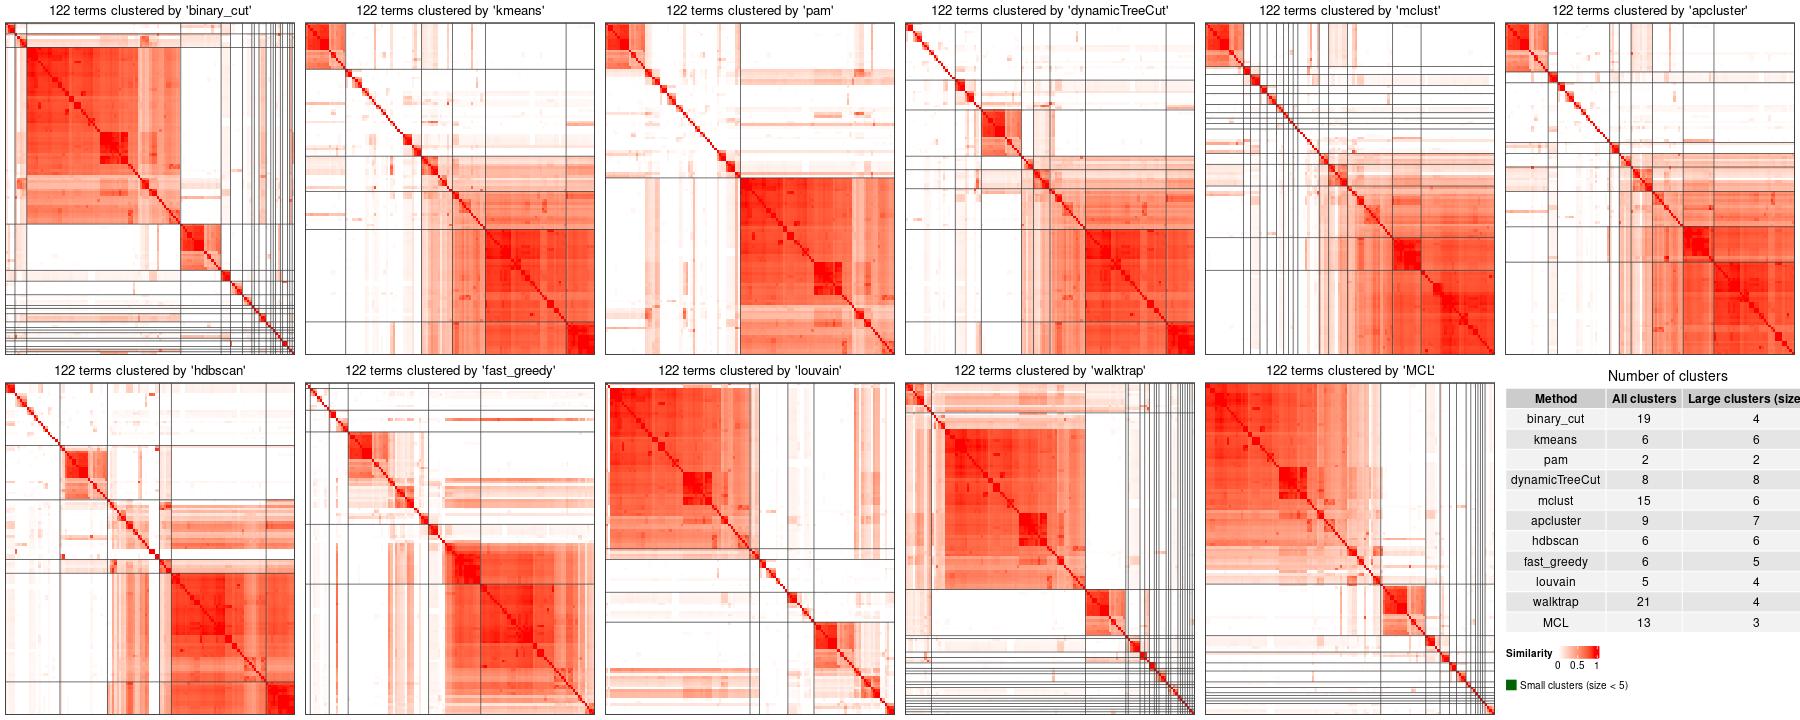 122 terms clustered by 'binary_cut'
122 terms clustered by 'kmeans'
122 terms clustered by 'pam'
122 terms clustered by 'dynamicTreeCut'
122 terms clustered by 'mclust'
122 terms clustered by 'apcluster'
122 terms clustered by 'hdbscan'
122 terms clustered by 'fast_greedy'
122 terms clustered by 'louvain'
122 terms clustered by 'walktrap'
122 terms clustered by 'MCL'
Number of clusters
Method All clusters Large clusters (size
binary_cut 19 4
kmeans 6 6
pam 2 2
dynamicTreeCut 8 8
mclust 15 6
apcluster 9 7
hdbscan 6 6
fast_greedy 6 5
louvain 5 4
walktrap 21 4
MCL 13 3
Similarity
0 0.5 1
Small clusters (size < 5)